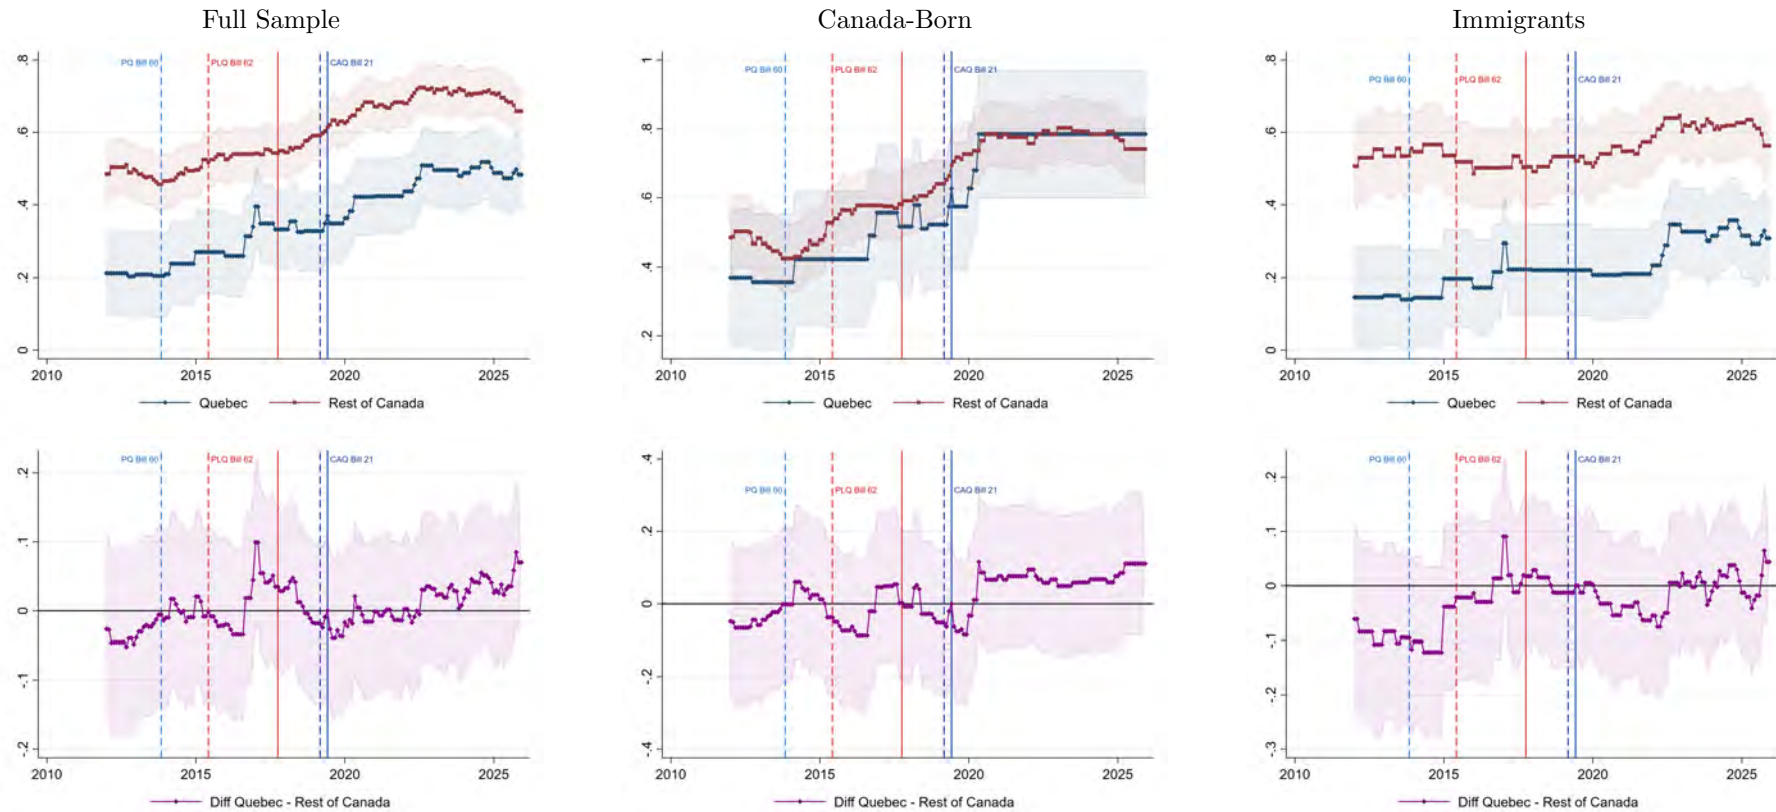 Full Sample
Canada-Born
Immigrants
.8
.6
.4
.2
0
PQ Bill 60
PLQ Bill 62
CAQ Bill 21
2010 2015 2020 2025
Quebec Rest of Canada
1
.8
.6
.4
.2
PQ Bill 60
PLQ Bill 62
CAQ Bill 21
2010 2015 2020 2025
Quebec Rest of Canada
.8
.6
.4
.2
0
PQ Bill 60
PLQ Bill 62
CAQ Bill 21
2010 2015 2020 2025
Quebec Rest of Canada
.2
.1
0
-.1
-.2
PQ Bill 60
PLQ Bill 62
CAQ Bill 21
2010 2015 2020 2025
Diff Quebec - Rest of Canada
.4
.2
0
-.2
-.4
PQ Bill 60
PLQ Bill 62
CAQ Bill 21
2010 2015 2020 2025
Diff Quebec - Rest of Canada
.2
.1
0
-.1
-.2
-.3
PQ Bill 60
PLQ Bill 62
CAQ Bill 21
2010 2015 2020 2025
Diff Quebec - Rest of Canada